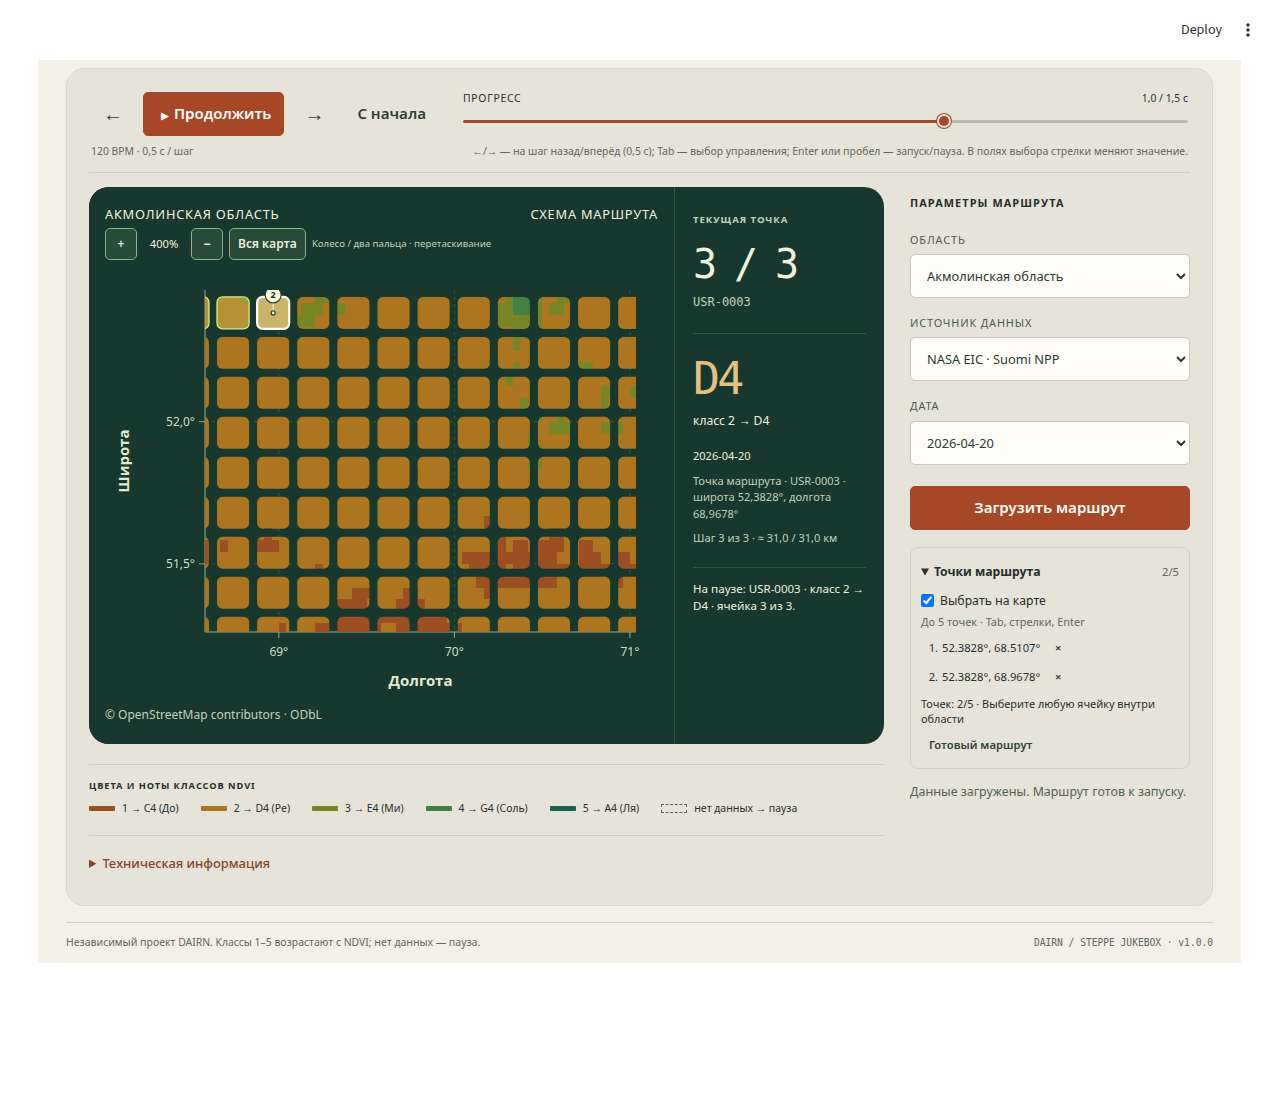 Deploy
← ▶ Продолжить → С начала
ПРОГРЕСС 1,0 / 1,5 с
120 BPM · 0,5 с / шаг
←/→ — на шаг назад/вперёд (0,5 с); Tab — выбор управления; Enter или пробел — запуск/пауза. В полях выбора стрелки меняют значение.
АКМОЛИНСКАЯ ОБЛАСТЬ СХЕМА МАРШРУТА
+ 400% − Вся карта Колесо / два пальца · перетаскивание
2
Широта
52,0°
51,5°
69° 70° 71°
Долгота
© OpenStreetMap contributors · ODbL
ТЕКУЩАЯ ТОЧКА
3 / 3
USR-0003
D4
класс 2 → D4
2026-04-20
Точка маршрута · USR-0003 ·
широта 52,3828°, долгота
68,9678°
Шаг 3 из 3 · ≈ 31,0 / 31,0 км
На паузе: USR-0003 · класс 2 →
D4 · ячейка 3 из 3.
ПАРАМЕТРЫ МАРШРУТА
ОБЛАСТЬ
Акмолинская область
ИСТОЧНИК ДАННЫХ
NASA EIC · Suomi NPP
ДАТА
2026-04-20
Загрузить маршрут
▼ Точки маршрута 2/5
Выбрать на карте
До 5 точек · Tab, стрелки, Enter
1. 52.3828°, 68.5107° ×
2. 52.3828°, 68.9678° ×
Точек: 2/5 · Выберите любую ячейку внутри
области
Готовый маршрут
Данные загружены. Маршрут готов к запуску.
ЦВЕТА И НОТЫ КЛАССОВ NDVI
1 → C4 (До) 2 → D4 (Ре) 3 → E4 (Ми) 4 → G4 (Соль) 5 → A4 (Ля) нет данных → пауза
▶ Техническая информация
Независимый проект DAIRN. Классы 1–5 возрастают с NDVI; нет данных — пауза.
DAIRN / STEPPE JUKEBOX · v1.0.0